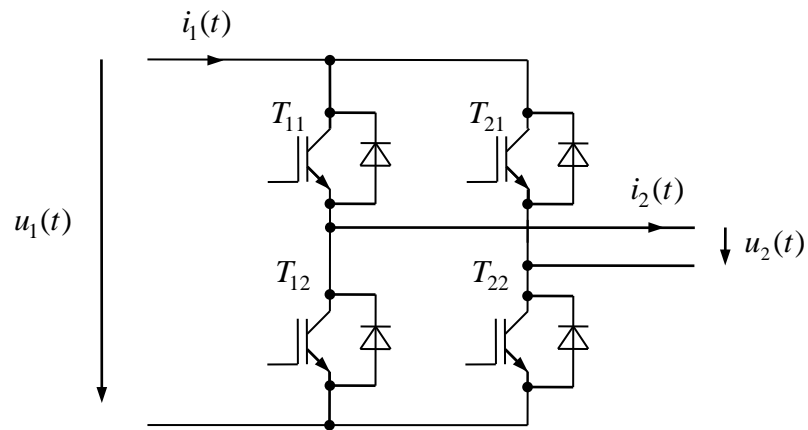 i₁(t)
T₁₁
T₂₁
i₂(t)
u₁(t)
u₂(t)
T₁₂
T₂₂